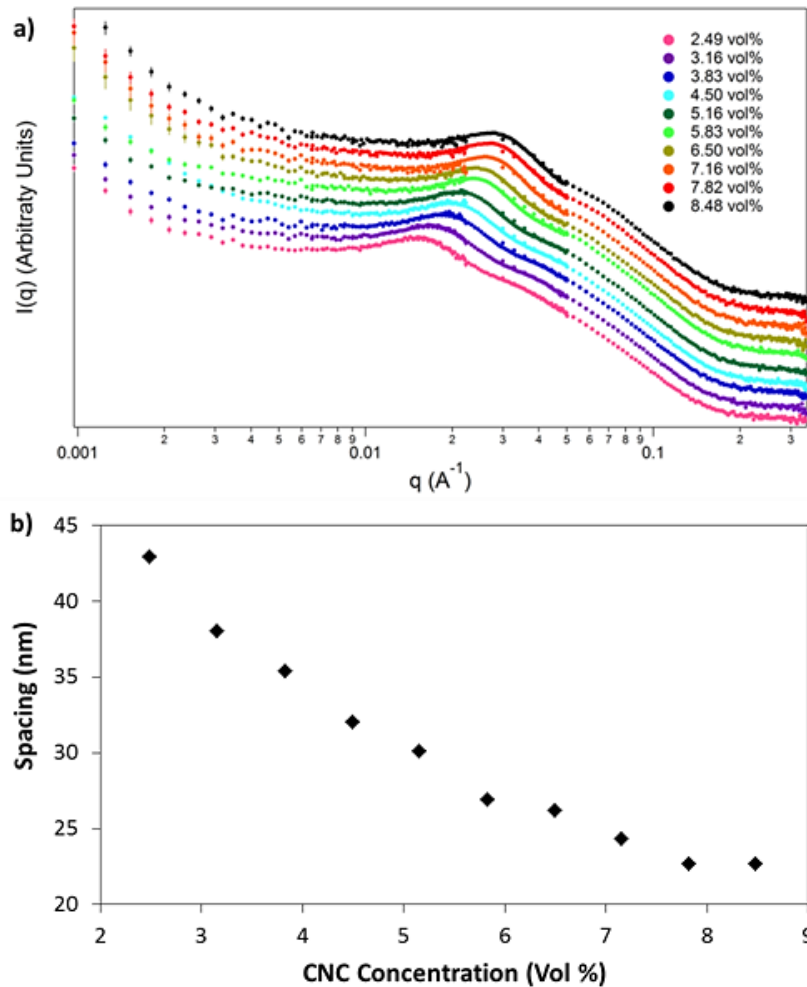 a)
2.49 vol%
3.16 vol%
3.83 vol%
4.50 vol%
5.16 vol%
5.83 vol%
6.50 vol%
7.16 vol%
7.82 vol%
8.48 vol%
I(q) (Arbitraty Units)
0.001 2 3 4 5 6 7 8 9 0.01 2 3 4 5 6 7 8 9 0.1 2 3
q (A⁻¹)
b)
45
40
35
30
25
20
Spacing (nm)
2 3 4 5 6 7 8 9
CNC Concentration (Vol %)